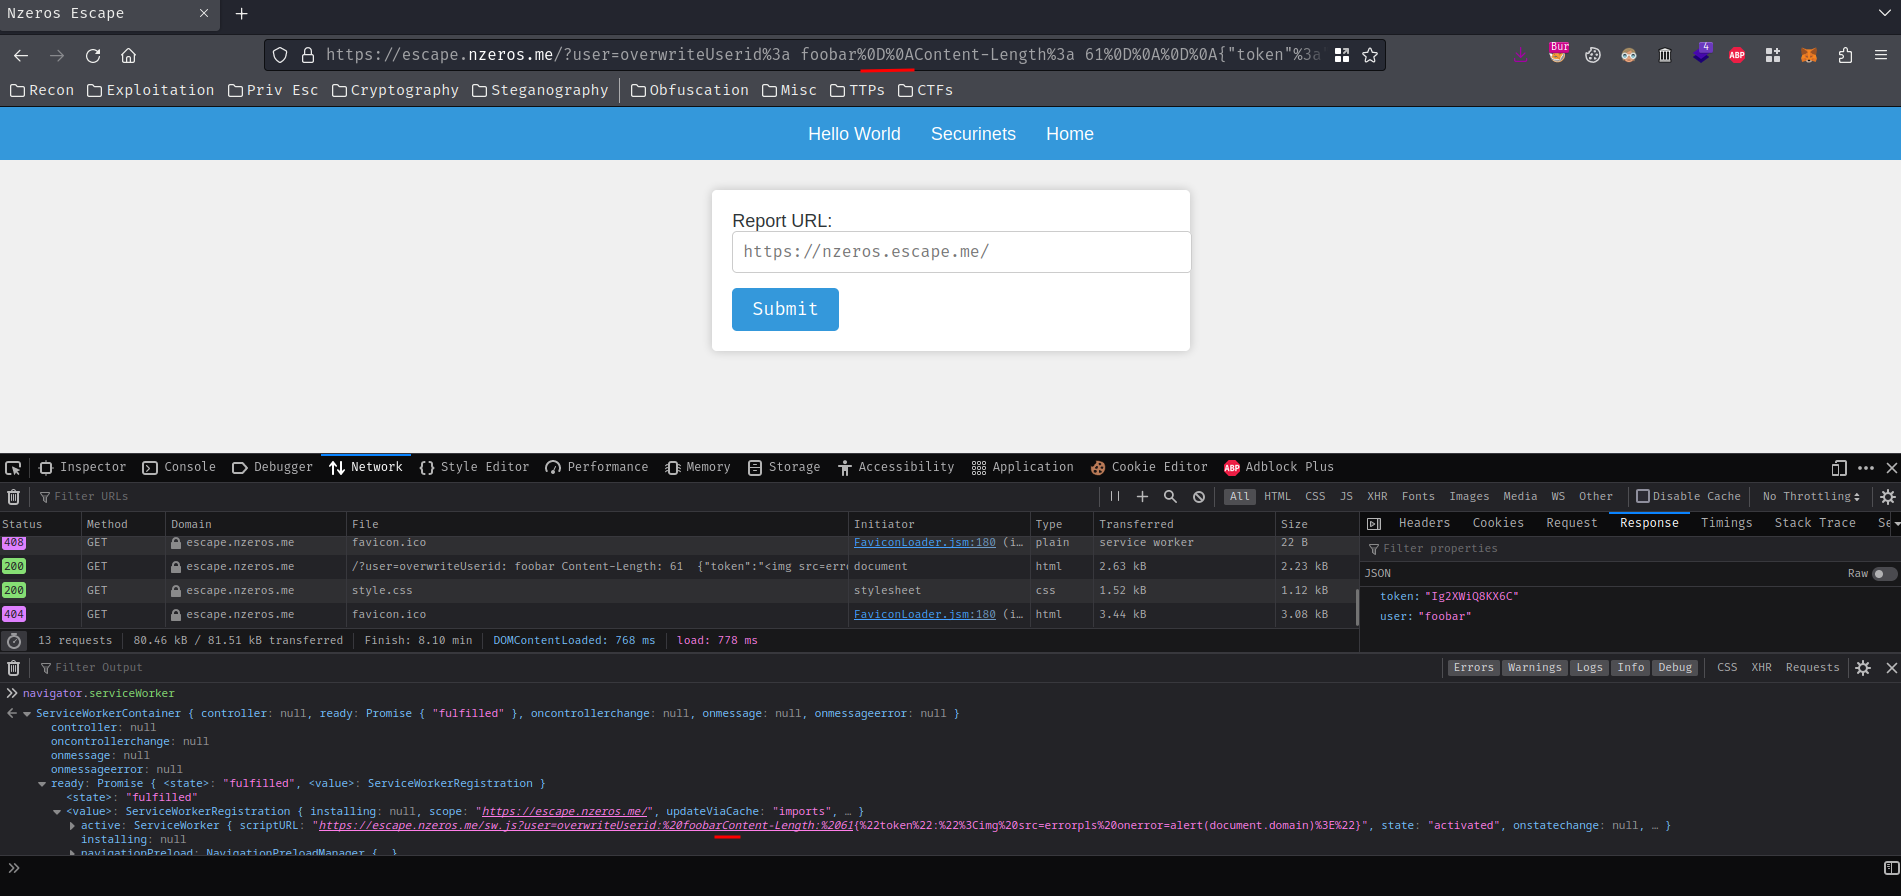 Nzeros Escape
https://escape.nzeros.me/?user=overwriteUserid%3a foobar%0D%0AContent-Length%3a 61%0D%0A%0D%0A{"token"%3a
Bur
4
ABP
Recon Exploitation Priv Esc Cryptography Steganography Obfuscation Misc TTPs CTFs
Hello World Securinets Home
Report URL:
https://nzeros.escape.me/
Submit
Inspector Console Debugger Network Style Editor Performance Memory Storage Accessibility Application Cookie Editor ABP Adblock Plus
Filter URLs All HTML CSS JS XHR Fonts Images Media WS Other Disable Cache No Throttling
Status Method Domain File Initiator Type Transferred Size Headers Cookies Request Response Timings Stack Trace Se
408 GET escape.nzeros.me favicon.ico FaviconLoader.jsm:180 (i… plain service worker 22 B
Filter properties
200 GET escape.nzeros.me /?user=overwriteUserid: foobar Content-Length: 61 {"token":"<img src=erro document html 2.63 kB 2.23 kB
JSON Raw
200 GET escape.nzeros.me style.css stylesheet css 1.52 kB 1.12 kB
token: "Ig2XWiQ8KX6C"
404 GET escape.nzeros.me favicon.ico FaviconLoader.jsm:180 (i… html 3.44 kB 3.08 kB
user: "foobar"
13 requests 80.46 kB / 81.51 kB transferred Finish: 8.10 min DOMContentLoaded: 768 ms load: 778 ms
Filter Output Errors Warnings Logs Info Debug CSS XHR Requests
navigator.serviceWorker
ServiceWorkerContainer { controller: null, ready: Promise { "fulfilled" }, oncontrollerchange: null, onmessage: null, onmessageerror: null }
controller: null
oncontrollerchange: null
onmessage: null
onmessageerror: null
ready: Promise { <state>: "fulfilled", <value>: ServiceWorkerRegistration }
<state>: "fulfilled"
<value>: ServiceWorkerRegistration { installing: null, scope: "https://escape.nzeros.me/", updateViaCache: "imports", … }
active: ServiceWorker { scriptURL: "https://escape.nzeros.me/sw.js?user=overwriteUserid:%20foobarContent-Length:%2061{%22token%22:%22%3Cimg%20src=errorpls%20onerror=alert(document.domain)%3E%22}", state: "activated", onstatechange: null, … }
installing: null
navigationPreload: NavigationPreloadManager { }